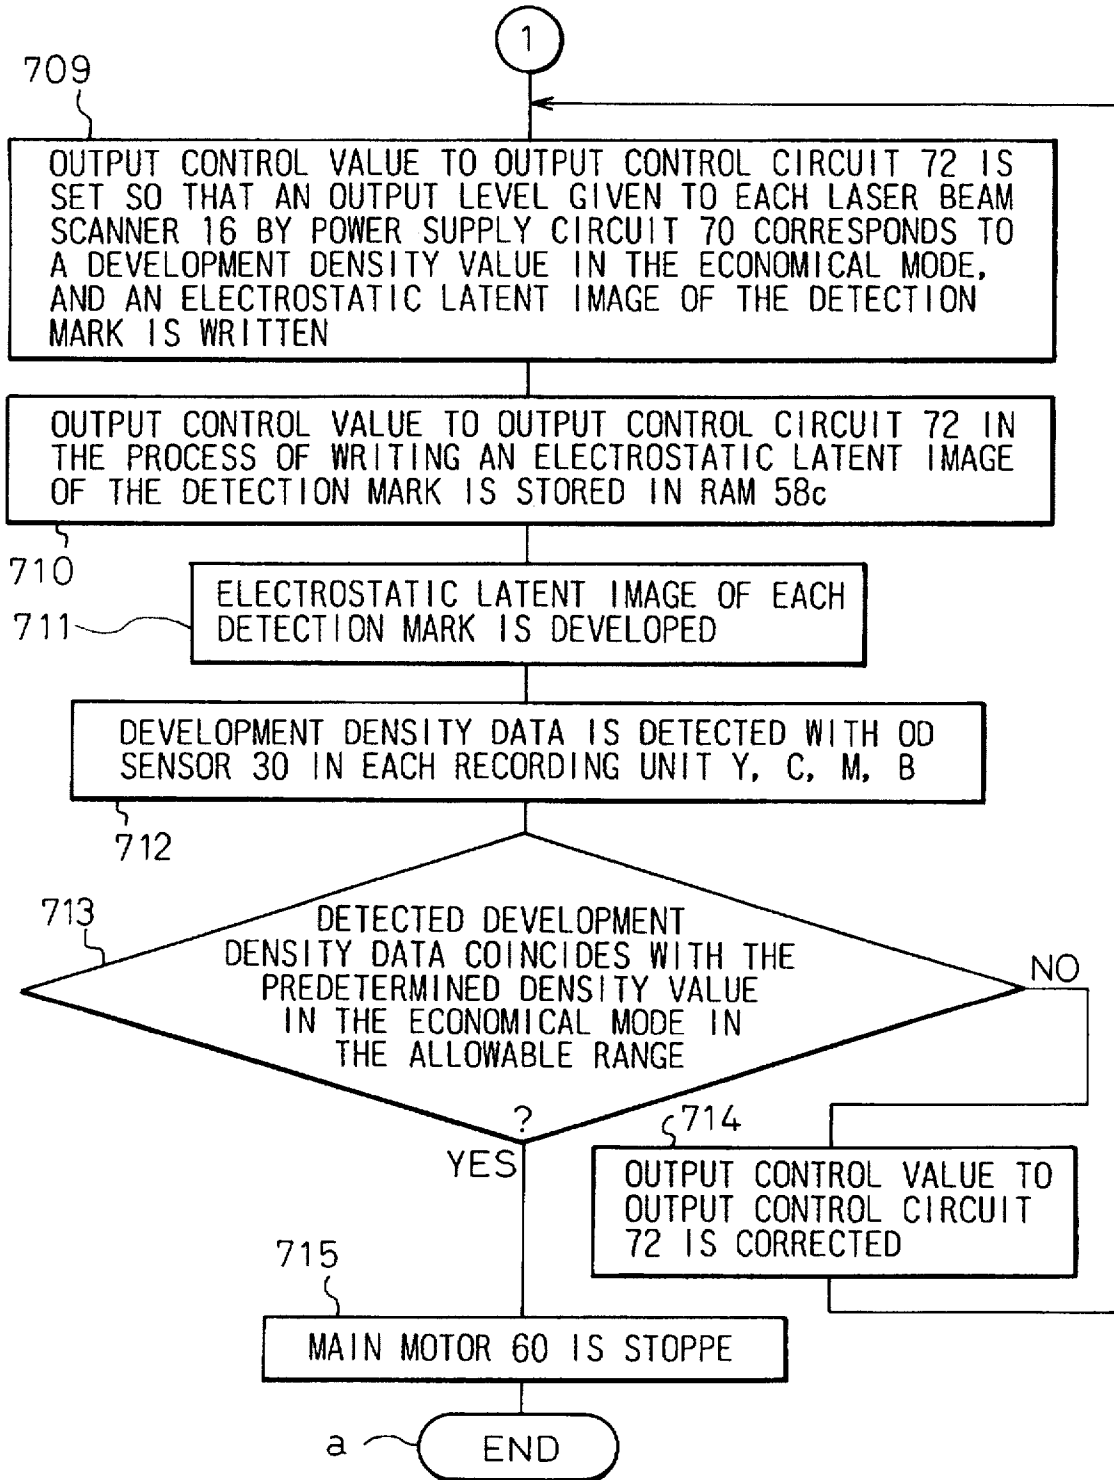 1
709
OUTPUT CONTROL VALUE TO OUTPUT CONTROL CIRCUIT 72 IS
SET SO THAT AN OUTPUT LEVEL GIVEN TO EACH LASER BEAM
SCANNER 16 BY POWER SUPPLY CIRCUIT 70 CORRESPONDS TO
A DEVELOPMENT DENSITY VALUE IN THE ECONOMICAL MODE,
AND AN ELECTROSTATIC LATENT IMAGE OF THE DETECTION
MARK IS WRITTEN
OUTPUT CONTROL VALUE TO OUTPUT CONTROL CIRCUIT 72 IN
THE PROCESS OF WRITING AN ELECTROSTATIC LATENT IMAGE
OF THE DETECTION MARK IS STORED IN RAM 58c
710
ELECTROSTATIC LATENT IMAGE OF EACH
DETECTION MARK IS DEVELOPED
711
DEVELOPMENT DENSITY DATA IS DETECTED WITH OD
SENSOR 30 IN EACH RECORDING UNIT Y, C, M, B
712
713
DETECTED DEVELOPMENT
DENSITY DATA COINCIDES WITH THE
PREDETERMINED DENSITY VALUE
IN THE ECONOMICAL MODE IN
THE ALLOWABLE RANGE
?
NO
YES
714
OUTPUT CONTROL VALUE TO
OUTPUT CONTROL CIRCUIT
72 IS CORRECTED
715
MAIN MOTOR 60 IS STOPPE
a
END